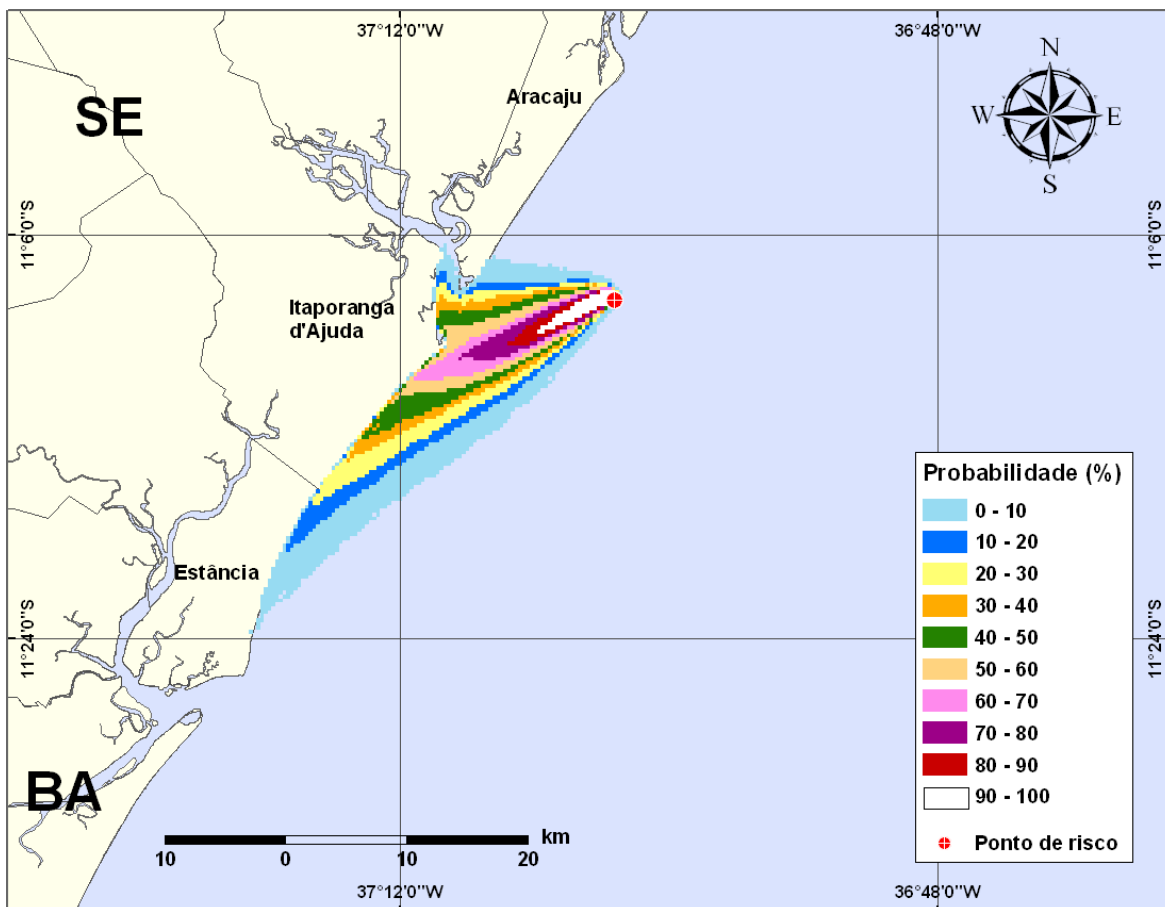 37°12'0"W
36°48'0"W
N
W
E
S
SE
Aracaju
11°6'0"S
11°6'0"S
Itaporanga
d'Ajuda
Probabilidade (%)
0 - 10
10 - 20
20 - 30
30 - 40
40 - 50
50 - 60
60 - 70
70 - 80
80 - 90
90 - 100
Ponto de risco
Estância
11°24'0"S
11°24'0"S
BA
km
10
0
10
20
37°12'0"W
36°48'0"W